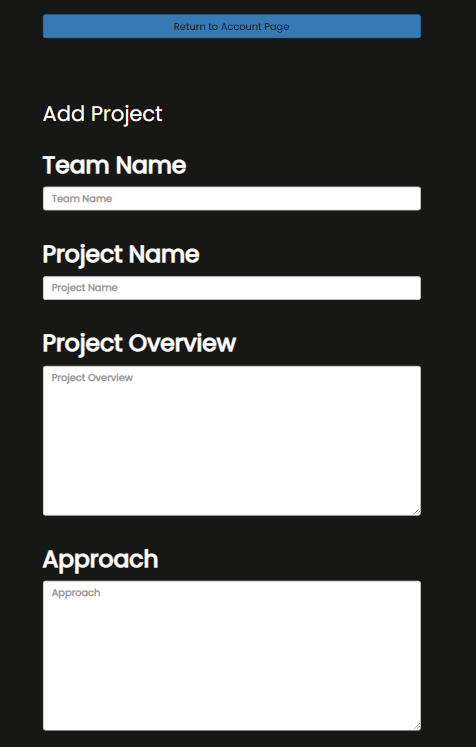 Return to Account Page
Add Project
Team Name
Team Name
Project Name
Project Name
Project Overview
Project Overview
Approach
Approach